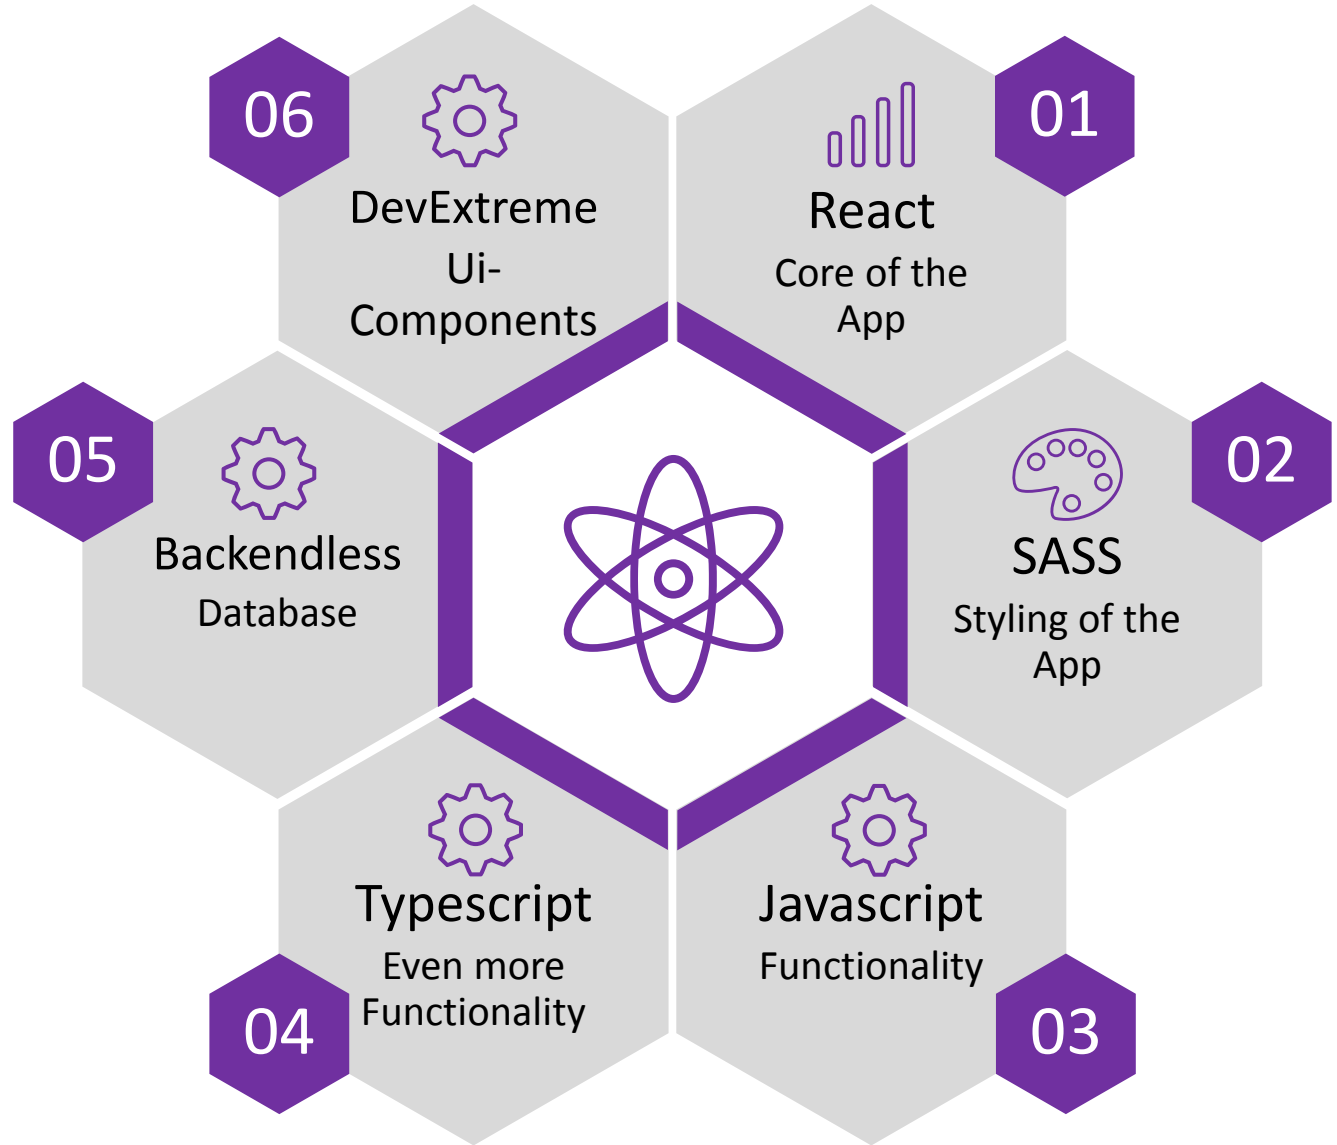 01
React
Core of the
App
02
SASS
Styling of the
App
03
Javascript
Functionality
04
Typescript
Even more
Functionality
05
Backendless
Database
06
DevExtreme
Ui-
Components